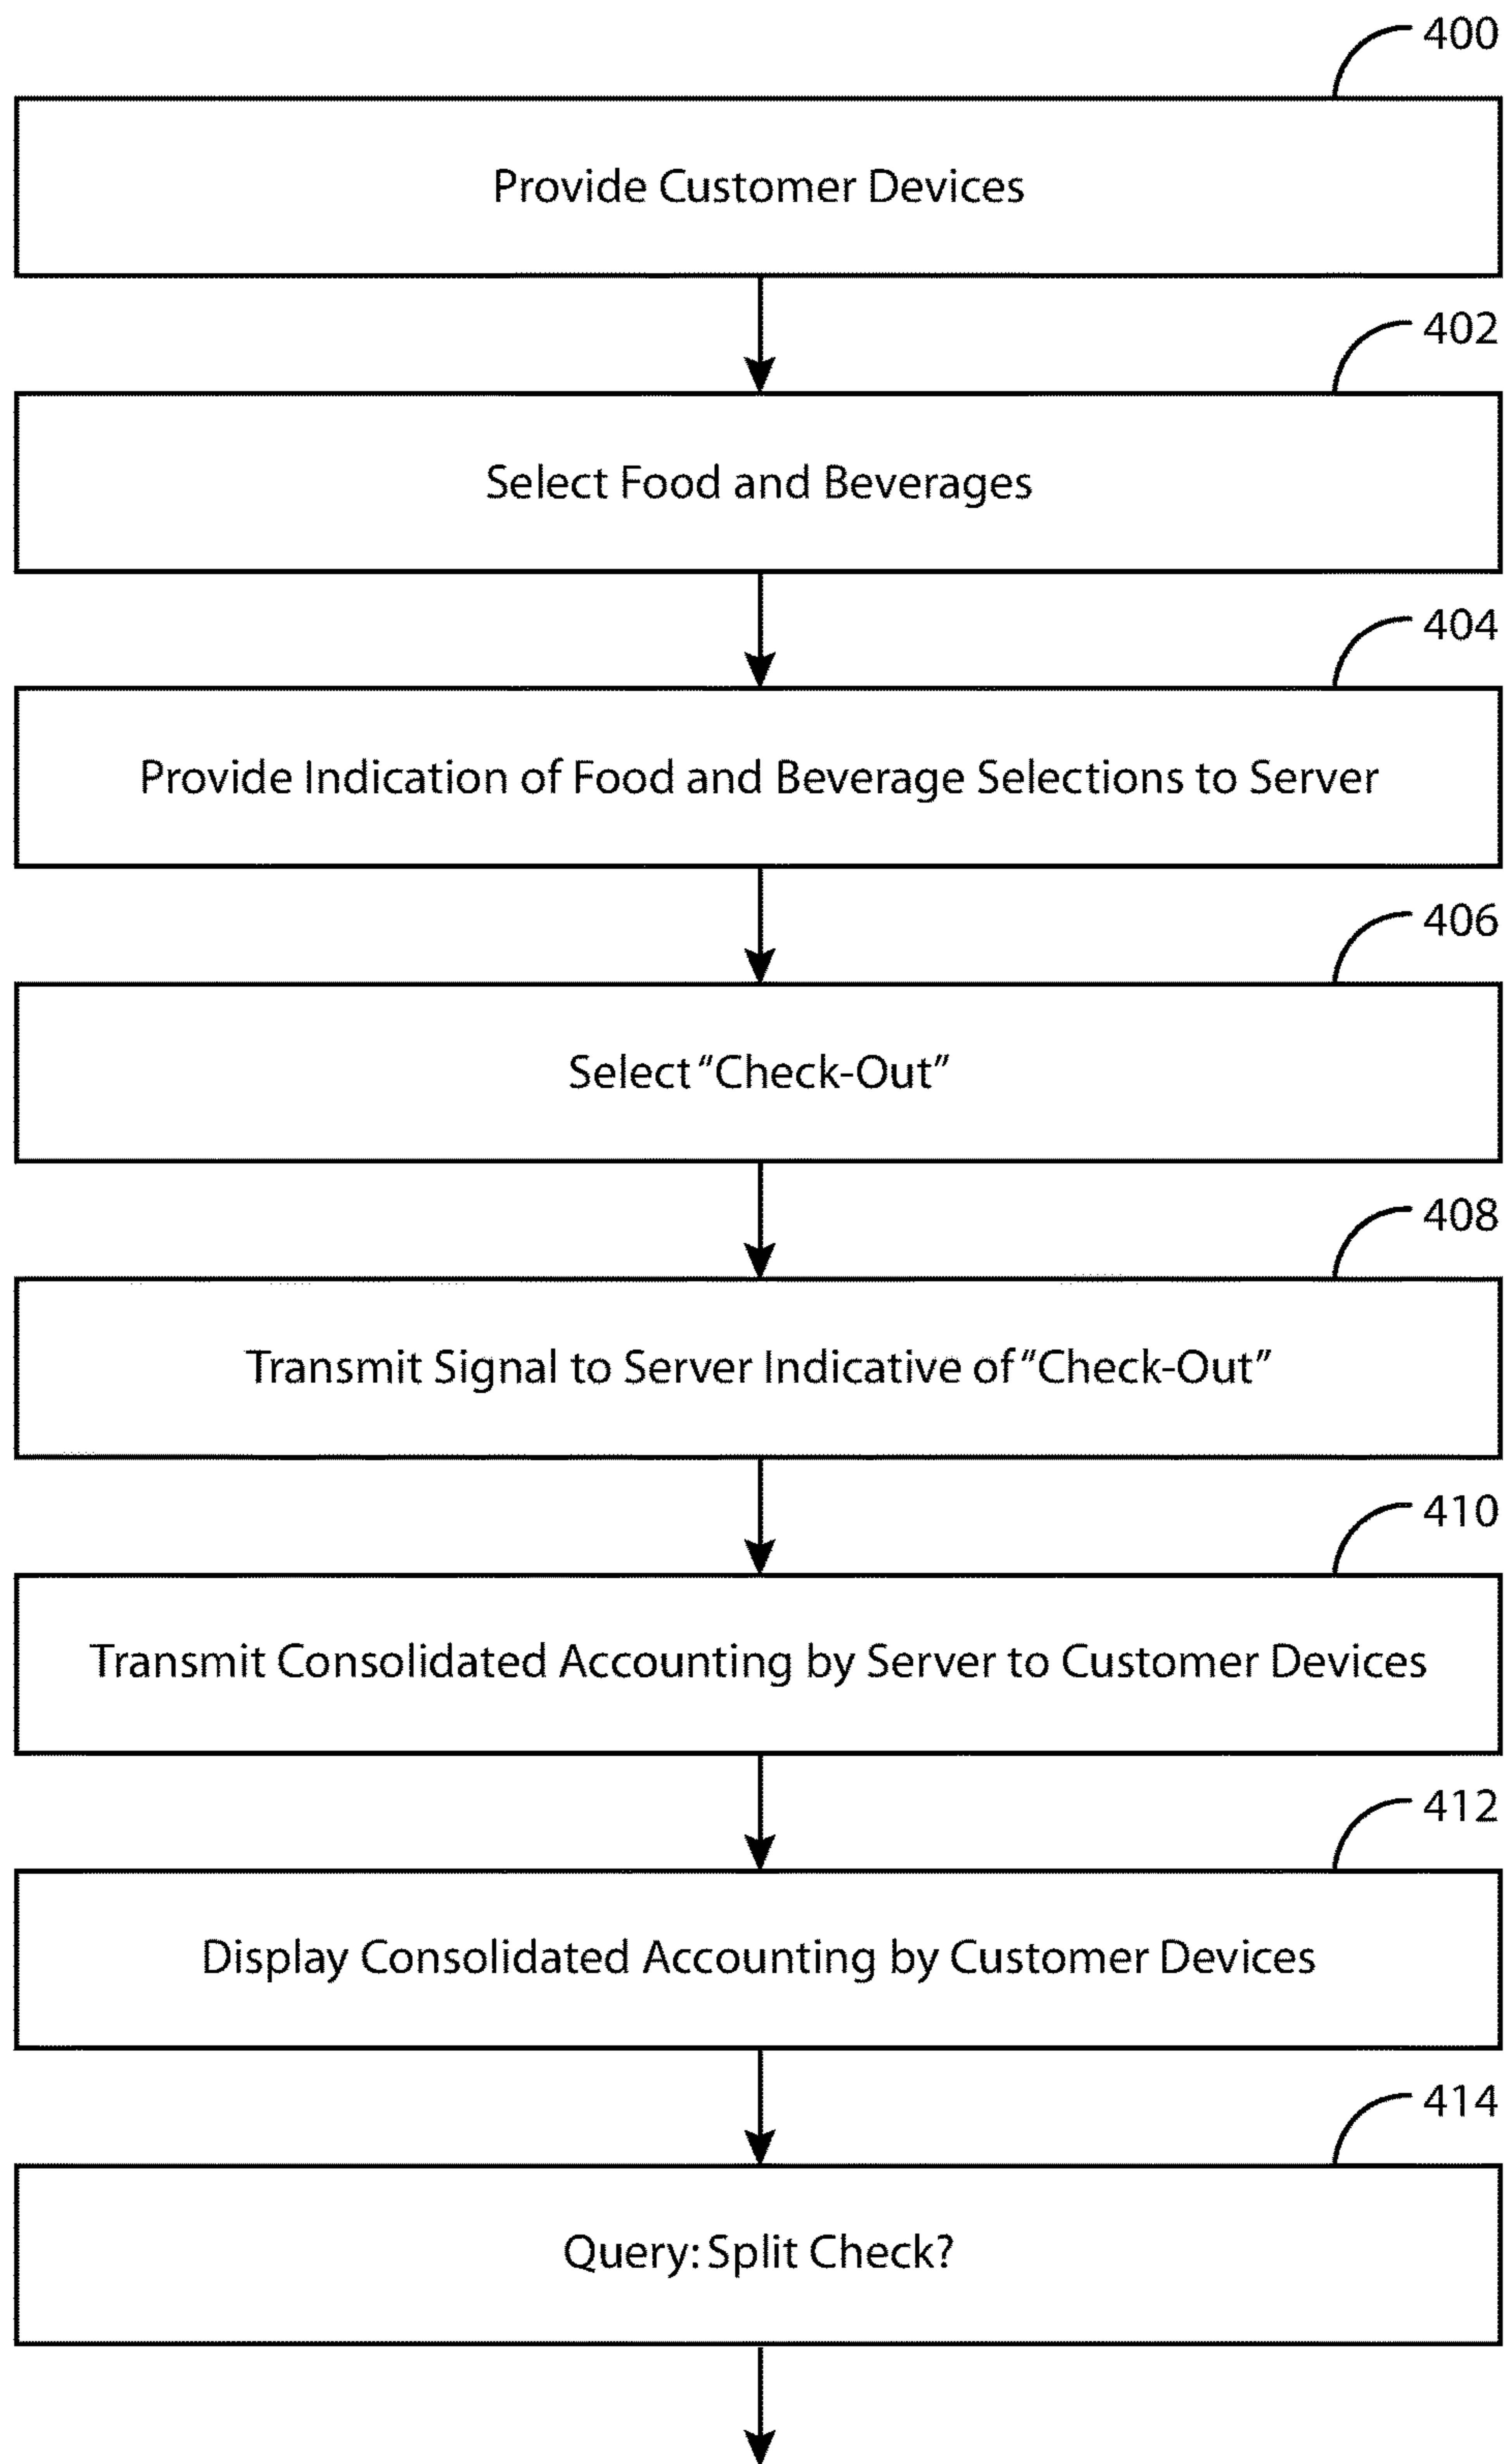 400
Provide Customer Devices
402
Select Food and Beverages
404
Provide Indication of Food and Beverage Selections to Server
406
Select “Check-Out”
408
Transmit Signal to Server Indicative of “Check-Out”
410
Transmit Consolidated Accounting by Server to Customer Devices
412
Display Consolidated Accounting by Customer Devices
414
Query: Split Check?